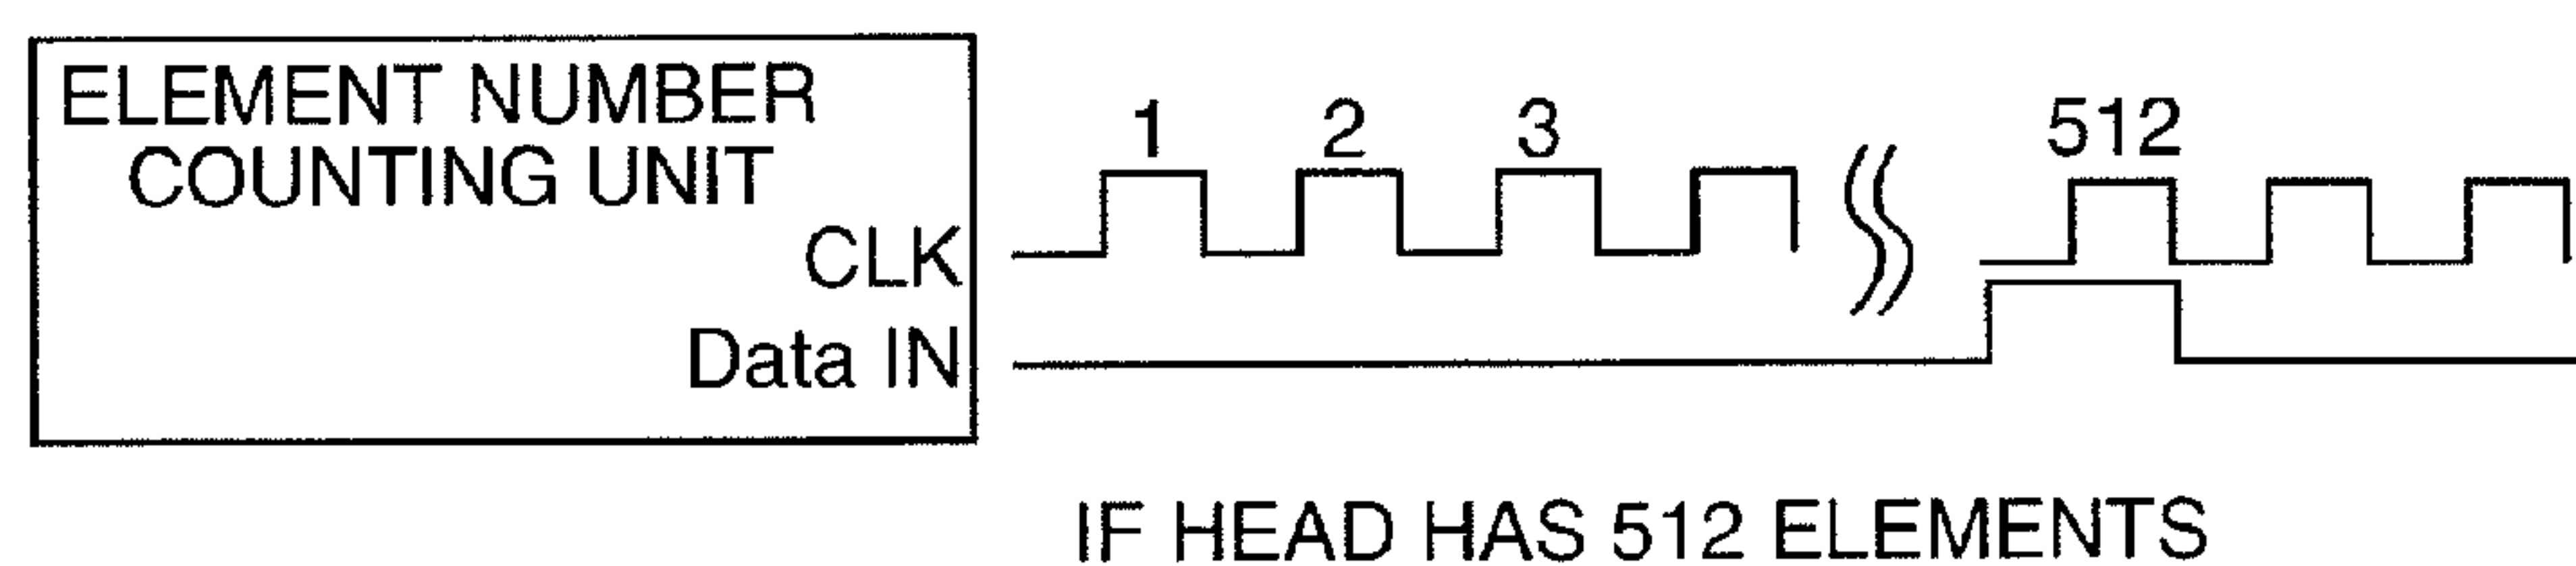 ELEMENT NUMBER
COUNTING UNIT
CLK
Data IN
1 2 3 512
IF HEAD HAS 512 ELEMENTS